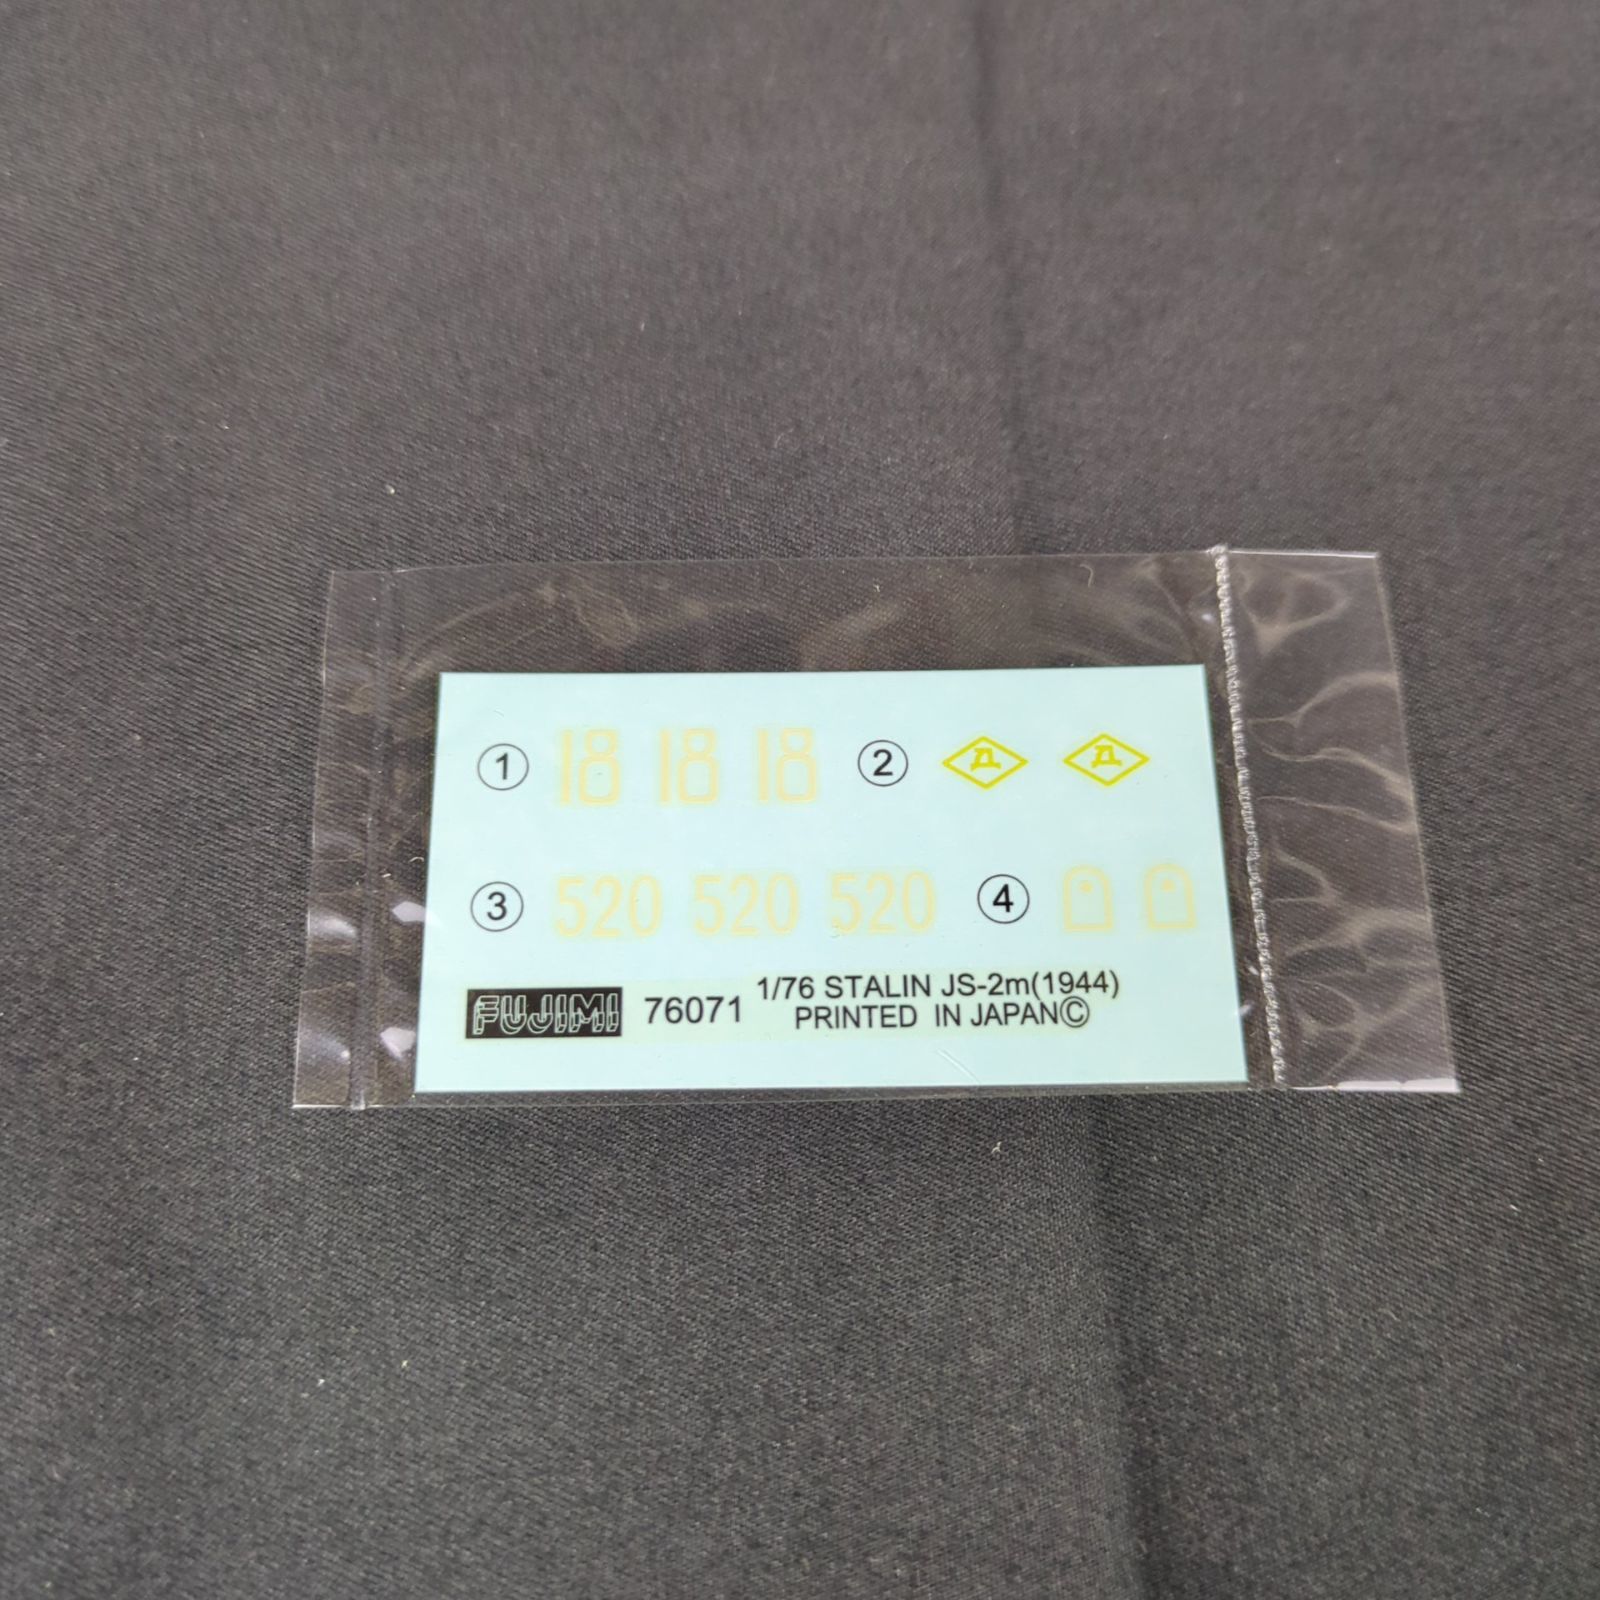 ① 18 18 18 ② Д Д
③ 520 520 520 ④
FUJIMI 76071 1/76 STALIN JS-2m(1944)
PRINTED IN JAPAN©